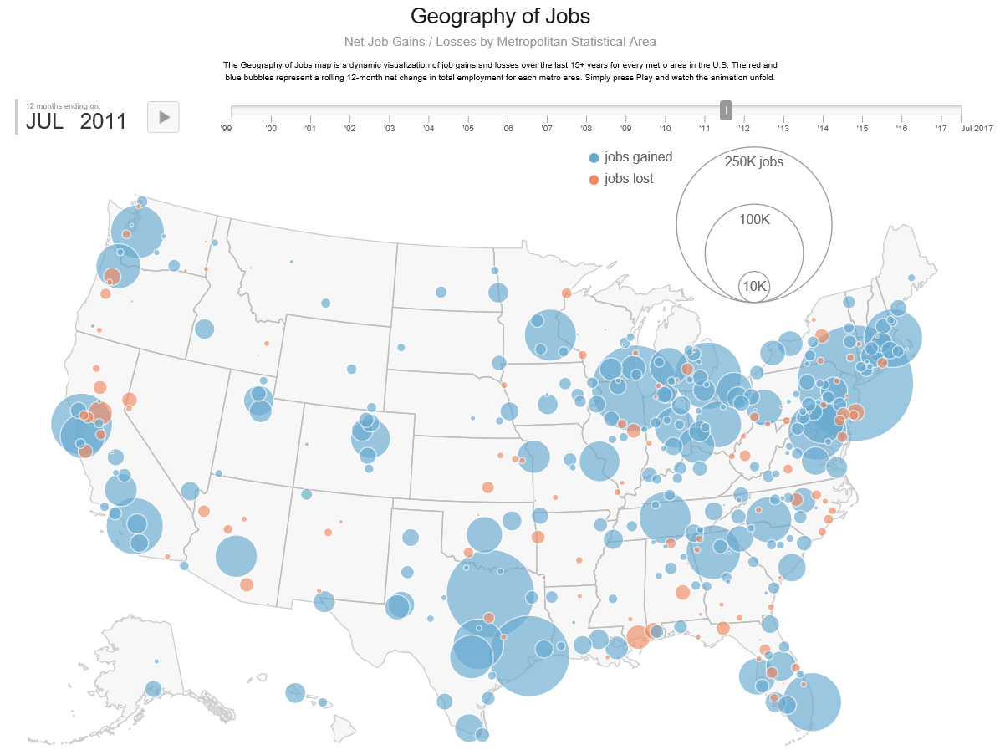 Geography of Jobs
Net Job Gains / Losses by Metropolitan Statistical Area
The Geography of Jobs map is a dynamic visualization of job gains and losses over the last 15+ years for every metro area in the U.S. The red and
blue bubbles represent a rolling 12-month net change in total employment for each metro area. Simply press Play and watch the animation unfold.
12 months ending on:
JUL 2011
'99 '00 '01 '02 '03 '04 '05 '06 '07 '08 '09 '10 '11 '12 '13 '14 '15 '16 '17 Jul 2017
jobs gained
jobs lost
250K jobs
100K
10K